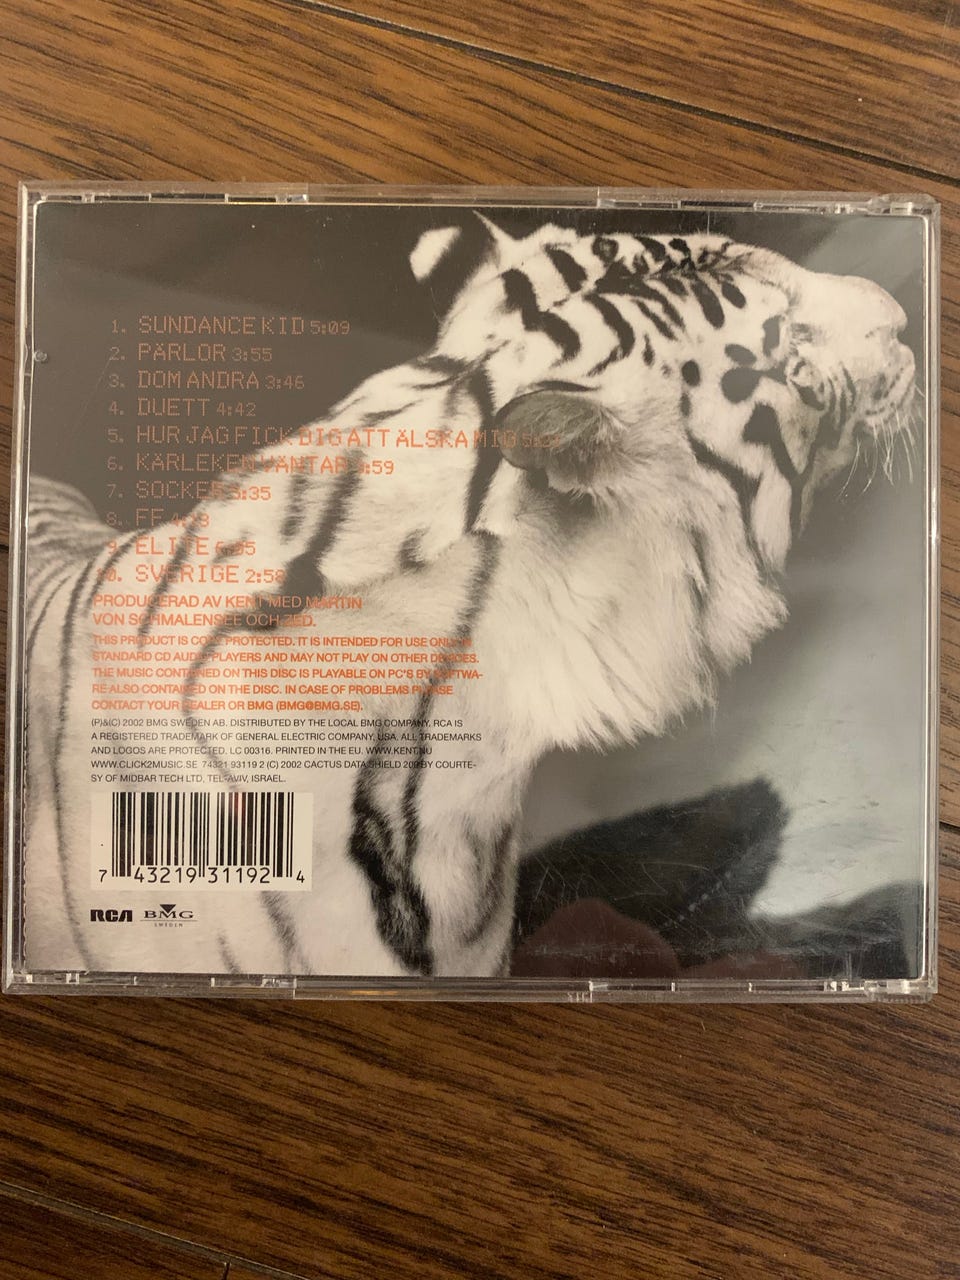 1. SUNDANCE KID 5:09
2. PÄRLOR 3:55
3. DOM ANDRA 3:46
4. DUETT 4:42
5. HUR JAG FICK DIG ATT ÄLSKA MIG
6. KÄRLEKEN VÄNTAR 3:59
7. SOCKER 3:35
8. FF
9. ELITE
10. SVERIGE 2:58
PRODUCERAD AV KENT MED MARTIN
VON SCHMALENSEE OCH ZED.
THIS PRODUCT IS COPY PROTECTED. IT IS INTENDED FOR USE ONLY IN
STANDARD CD AUDIO PLAYERS AND MAY NOT PLAY ON OTHER DEVICES.
THE MUSIC CONTAINED ON THIS DISC IS PLAYABLE ON PC'S BY SOFTWA-
RE ALSO CONTAINED ON THE DISC. IN CASE OF PROBLEMS PLEASE
CONTACT YOUR DEALER OR BMG (BMG@BMG.SE).
(P)&(C) 2002 BMG SWEDEN AB. DISTRIBUTED BY THE LOCAL BMG COMPANY. RCA IS
A REGISTERED TRADEMARK OF GENERAL ELECTRIC COMPANY, USA. ALL TRADEMARKS
AND LOGOS ARE PROTECTED. LC 00316. PRINTED IN THE EU. WWW.KENT.NU
WWW.CLICK2MUSIC.SE 74321 93119 2 (C) 2002 CACTUS DATA SHIELD 200 BY COURTE-
SY OF MIDBAR TECH LTD, TEL-AVIV, ISRAEL.
7 43219 31192 4
RCA BMG
SWEDEN